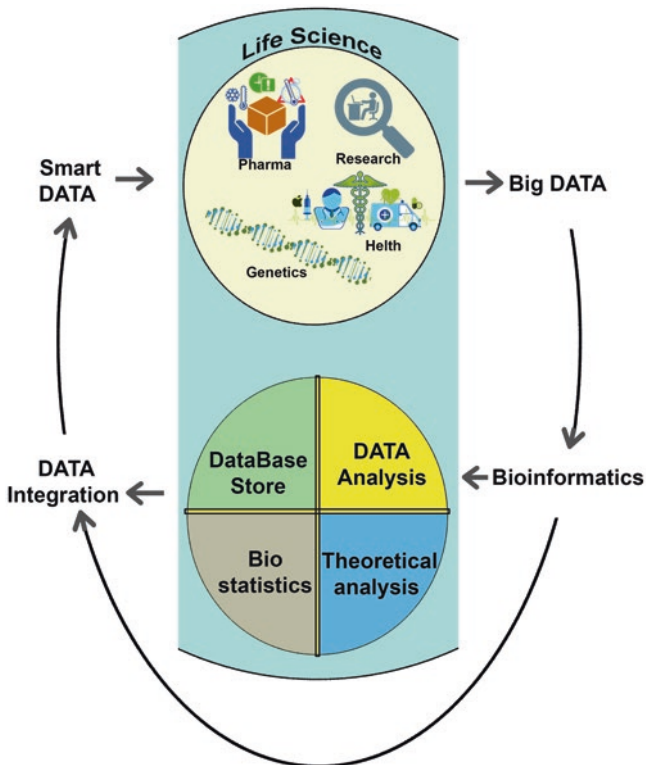 Life Science
Pharma
Research
Smart
DATA
Big DATA
Helth
Genetics
DataBase
Store
DATA
Analysis
DATA
Integration
Bioinformatics
Bio
statistics
Theoretical
analysis